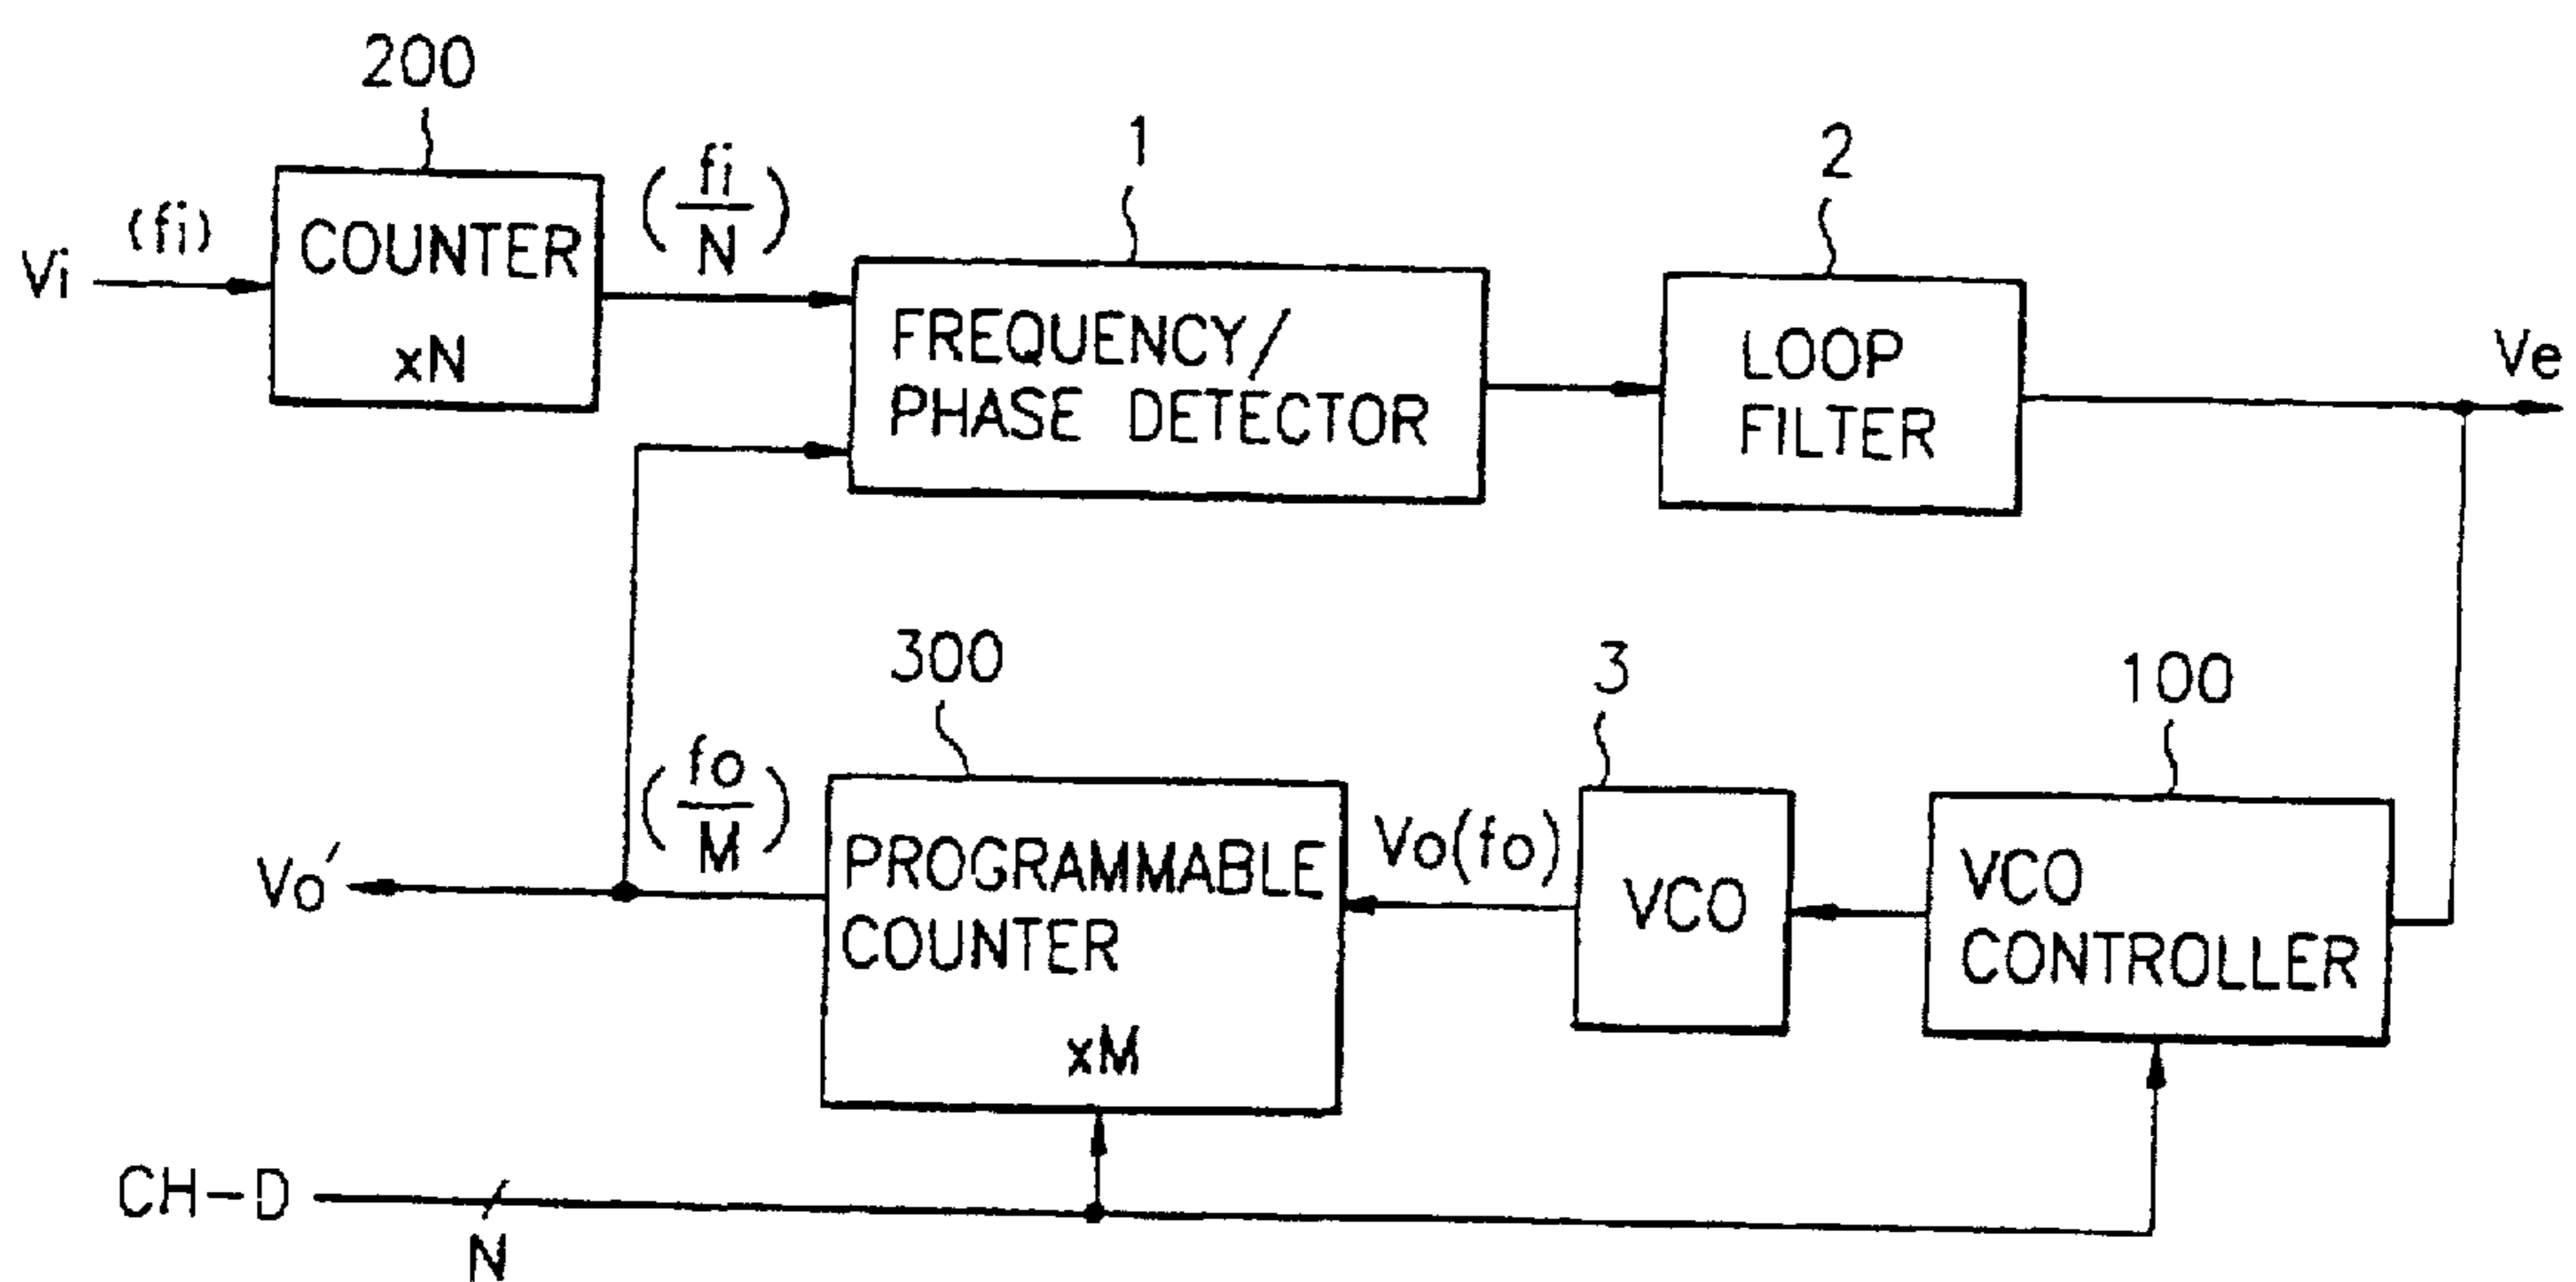 200
1
2
Vi
(fi)
COUNTER
xN
(fi/N)
FREQUENCY/
PHASE DETECTOR
LOOP
FILTER
Ve
300
3
100
Vo'
(fo/M)
PROGRAMMABLE
COUNTER
xM
Vo(fo)
VCO
VCO
CONTROLLER
CH-D
N